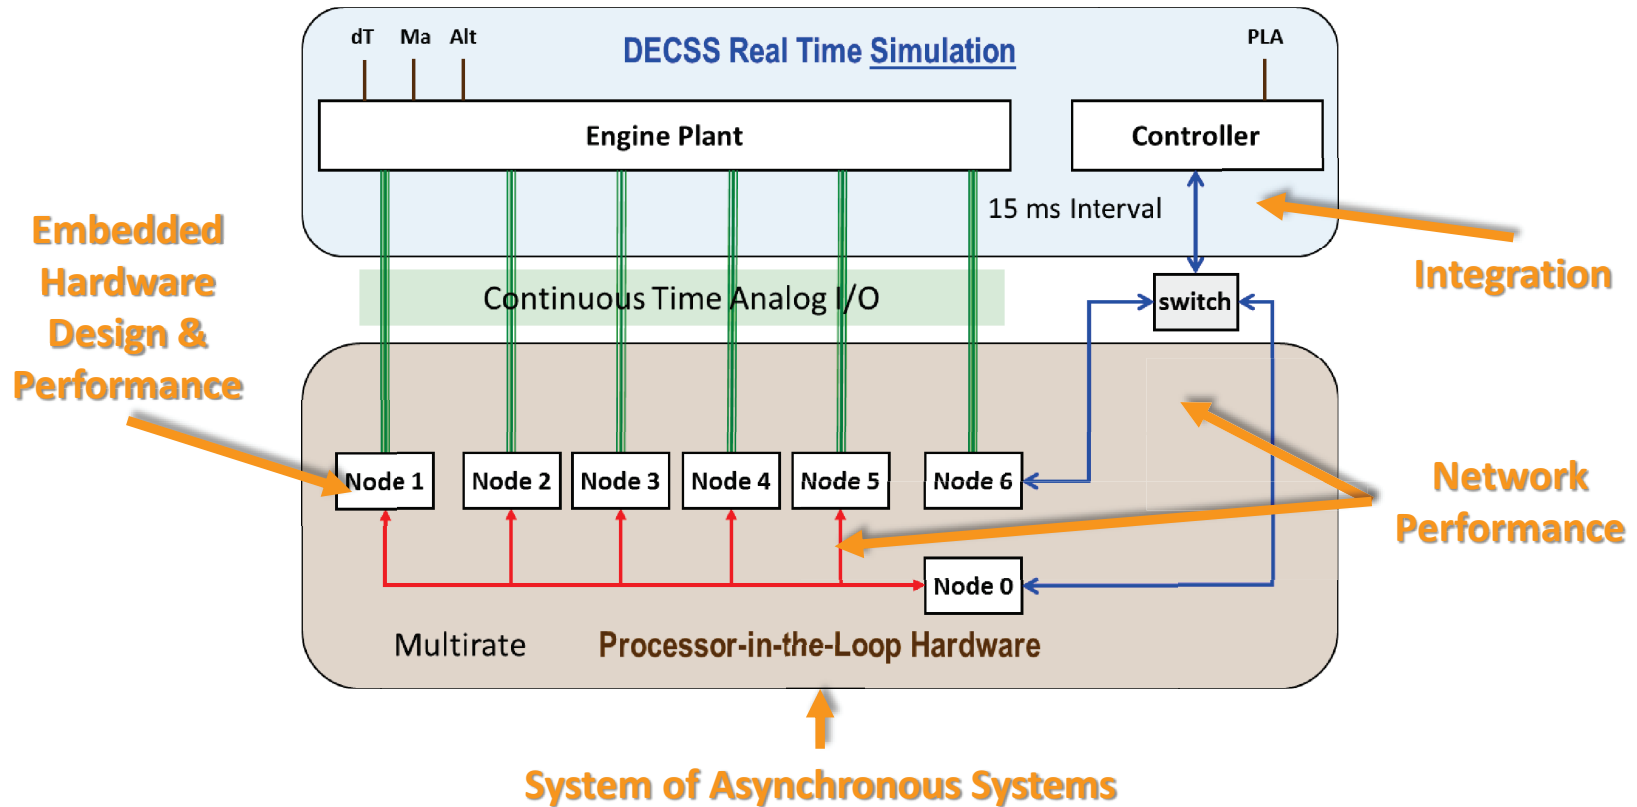 dT Ma Alt
PLA
DECSS Real Time Simulation
Engine Plant
Controller
15 ms Interval
Embedded
Hardware
Design &
Performance
Integration
Continuous Time Analog I/O
switch
Node 1
Node 2
Node 3
Node 4
Node 5
Node 6
Network
Performance
Node 0
Multirate
Processor-in-the-Loop Hardware
System of Asynchronous Systems